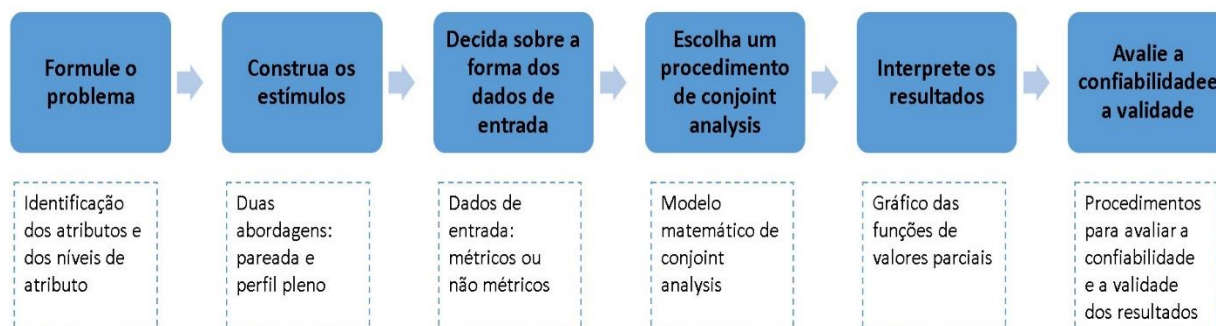 Formule o
problema
Construa os
estímulos
Decida sobre a
forma dos
dados de
entrada
Escolha um
procedimento
de conjoint
analysis
Interprete os
resultados
Avalie a
confiabilidadee
a validade
Identificação
dos atributos e
dos níveis de
atributo
Duas
abordagens:
pareada e
perfil pleno
Dados de
entrada:
métricos ou
não métricos
Modelo
matemático de
conjoint
analysis
Gráfico das
funções de
valores parciais
Procedimentos
para avaliar a
confiabilidade
e a validade
dos resultados